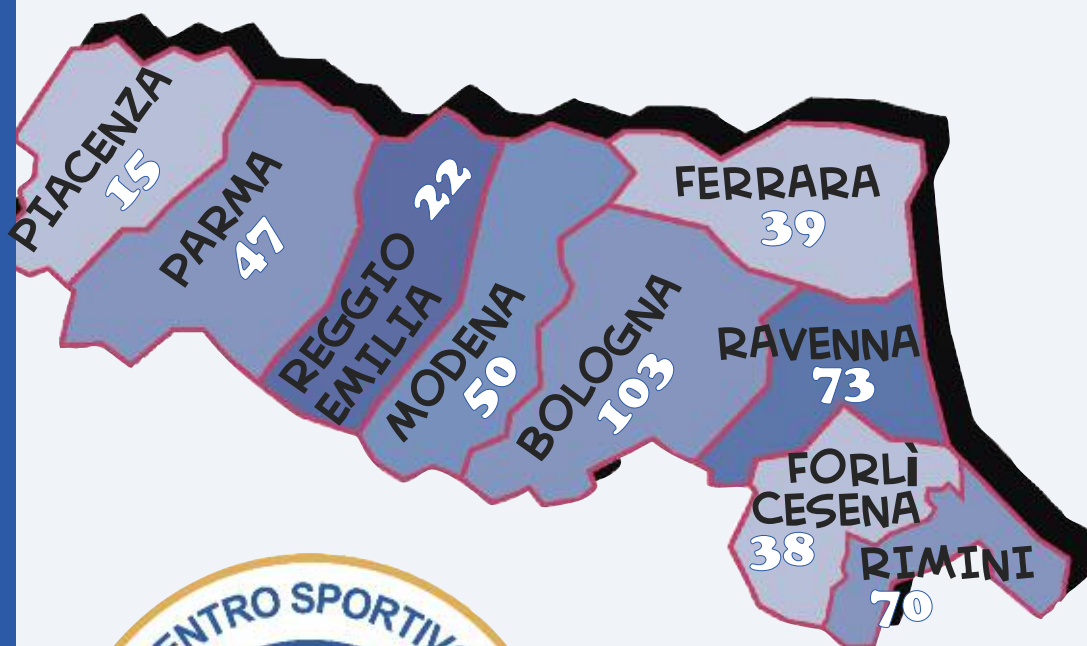 PIACENZA
15
PARMA
47
REGGIO
EMILIA
22
MODENA
50
BOLOGNA
103
FERRARA
39
RAVENNA
73
FORLÌ
CESENA
38
RIMINI
70
SPORTIV